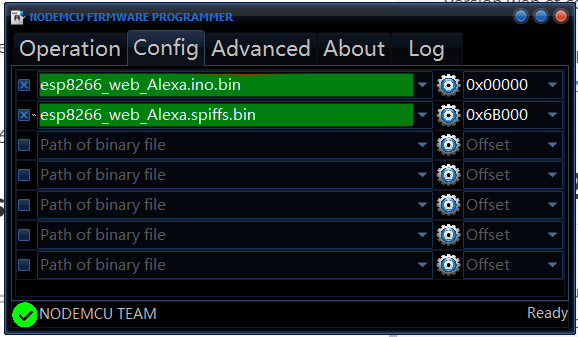 NODEMCU FIRMWARE PROGRAMMER
Operation Config Advanced About Log
esp8266_web_Alexa.ino.bin 0x00000
esp8266_web_Alexa.spiffs.bin 0x6B000
Path of binary file Offset
Path of binary file Offset
Path of binary file Offset
Path of binary file Offset
Path of binary file Offset
NODEMCU TEAM Ready